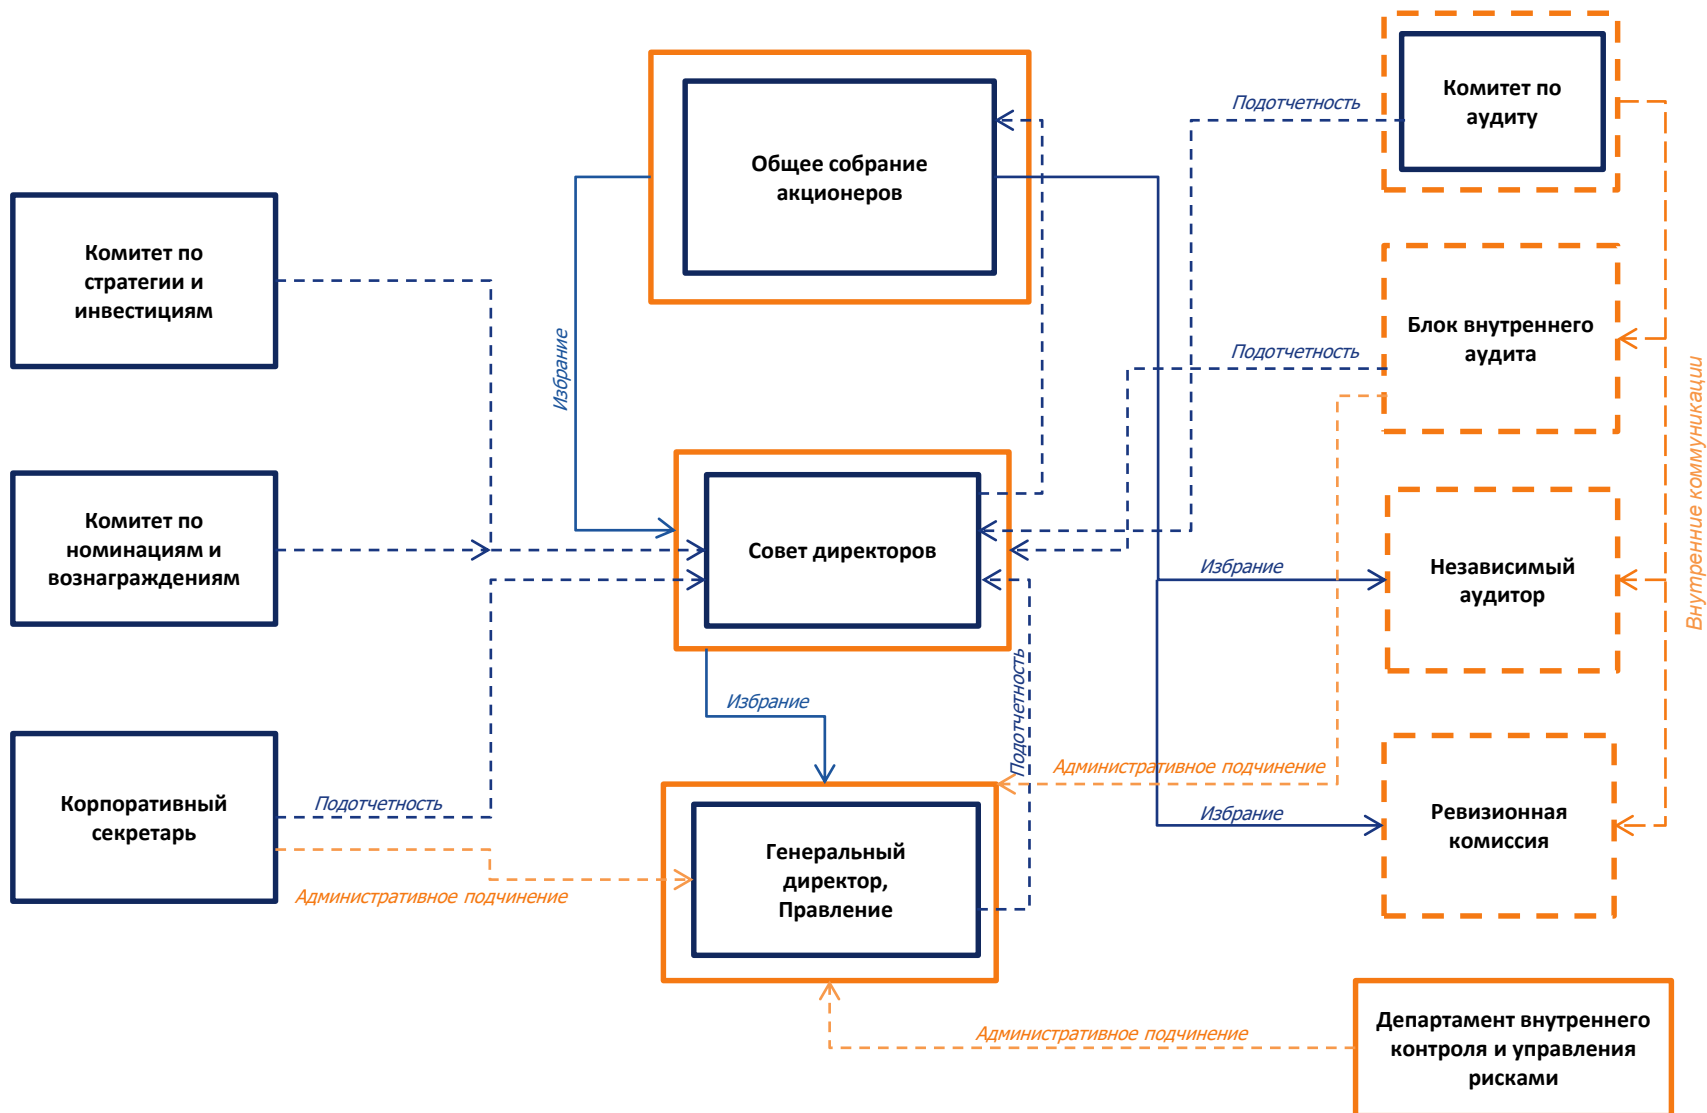 Комитет по
аудиту
Подотчетность
Общее собрание
акционеров
Комитет по
стратегии и
инвестициям
Блок внутреннего
аудита
Подотчетность
Избрание
Внутренние коммуникации
Комитет по
номинациям и
вознаграждениям
Совет директоров
Избрание
Независимый
аудитор
Подотчетность
Избрание
Административное подчинение
Корпоративный
секретарь
Подотчетность
Избрание
Ревизионная
комиссия
Генеральный
директор,
Правление
Административное подчинение
Административное подчинение
Департамент внутреннего
контроля и управления
рисками